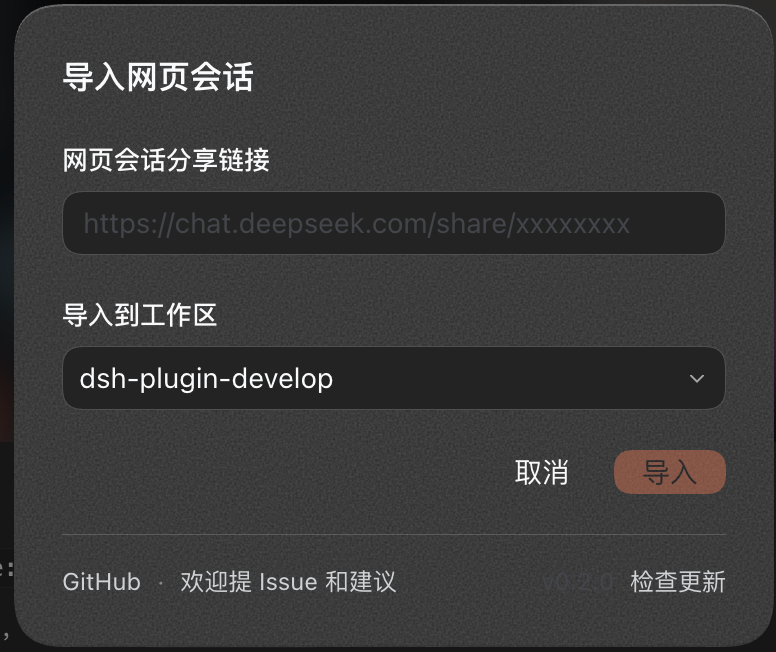 导入网页会话
网页会话分享链接
https://chat.deepseek.com/share/xxxxxxxx
导入到工作区
dsh-plugin-develop
取消 导入
GitHub · 欢迎提 Issue 和建议 v0.2.0 检查更新